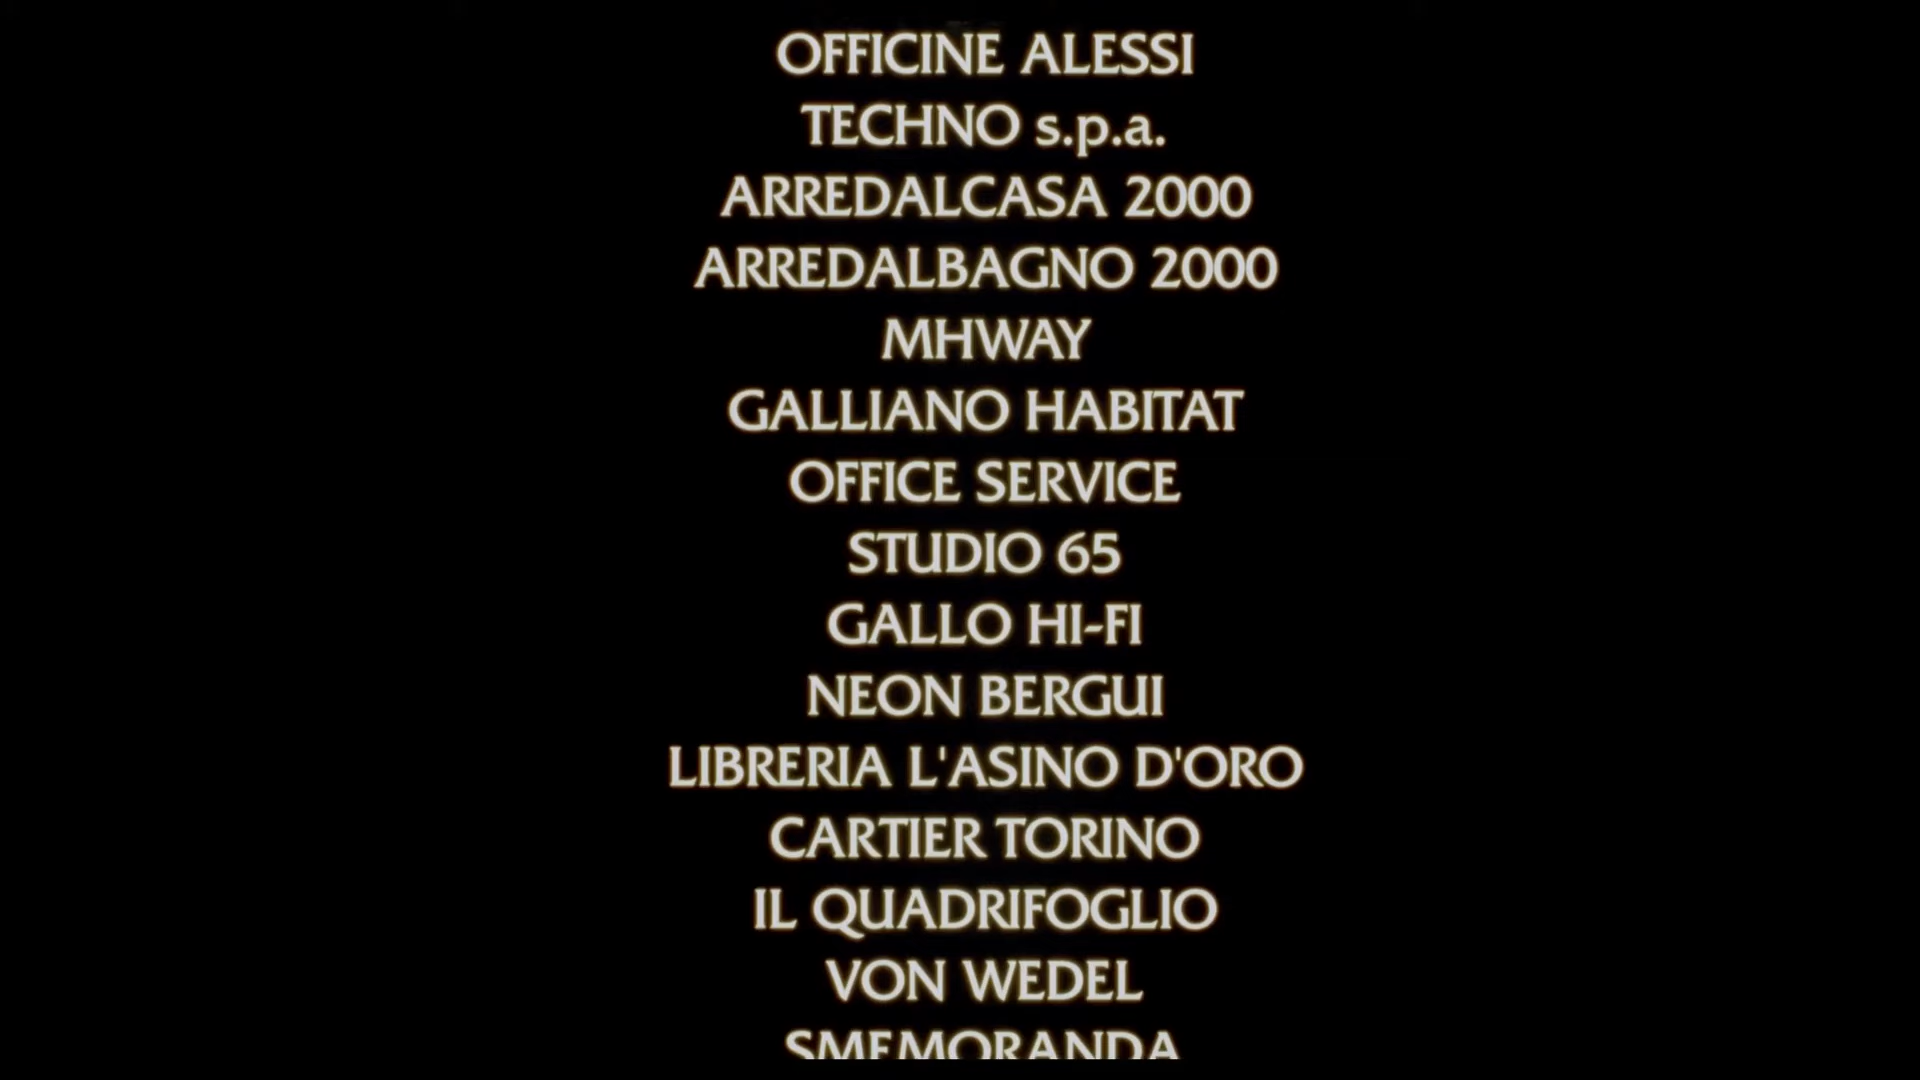 OFFICINE ALESSI
TECHNO s.p.a.
ARREDALCASA 2000
ARREDALBAGNO 2000
MHWAY
GALLIANO HABITAT
OFFICE SERVICE
STUDIO 65
GALLO HI-FI
NEON BERGUI
LIBRERIA L'ASINO D'ORO
CARTIER TORINO
IL QUADRIFOGLIO
VON WEDEL
SMEMORANDA